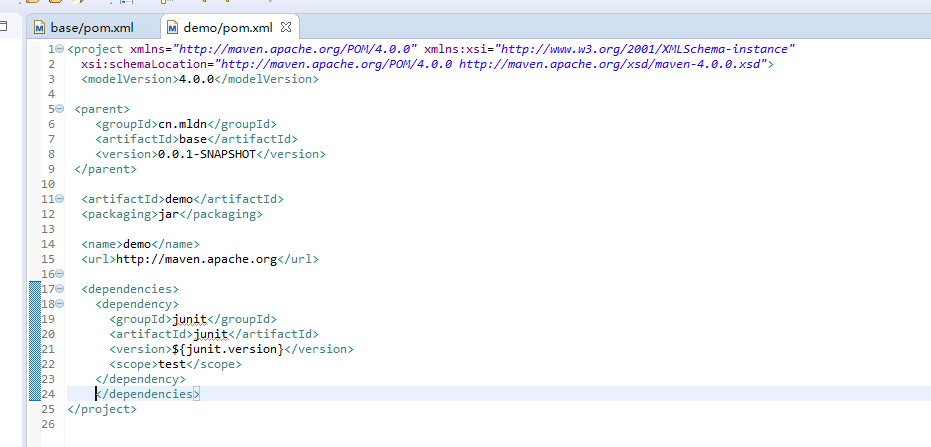 base/pom.xml demo/pom.xml
1 <project xmlns="http://maven.apache.org/POM/4.0.0" xmlns:xsi="http://www.w3.org/2001/XMLSchema-instance"
2 xsi:schemaLocation="http://maven.apache.org/POM/4.0.0 http://maven.apache.org/xsd/maven-4.0.0.xsd">
3 <modelVersion>4.0.0</modelVersion>
4
5 <parent>
6 <groupId>cn.mldn</groupId>
7 <artifactId>base</artifactId>
8 <version>0.0.1-SNAPSHOT</version>
9 </parent>
10
11 <artifactId>demo</artifactId>
12 <packaging>jar</packaging>
13
14 <name>demo</name>
15 <url>http://maven.apache.org</url>
16
17 <dependencies>
18 <dependency>
19 <groupId>junit</groupId>
20 <artifactId>junit</artifactId>
21 <version>${junit.version}</version>
22 <scope>test</scope>
23 </dependency>
24 </dependencies>
25 </project>
26